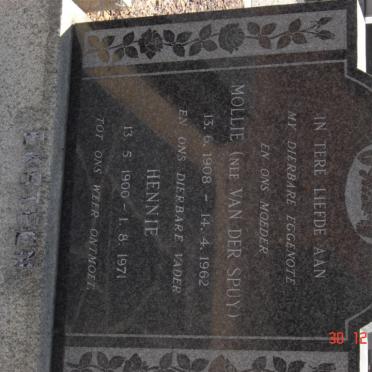 IN TERE LIEFDE AAN
MY DIERBARE EGGENOTE
EN ONS MOEDER
MOLLIE (NEE VAN DER SPUY)
13. 6. 1908 – 14. 4. 1962
EN ONS DIERBARE VADER
HENNIE
13. 5. 1900 – 1. 8. 1971
TOT ONS WEER ONTMOET.
30 12